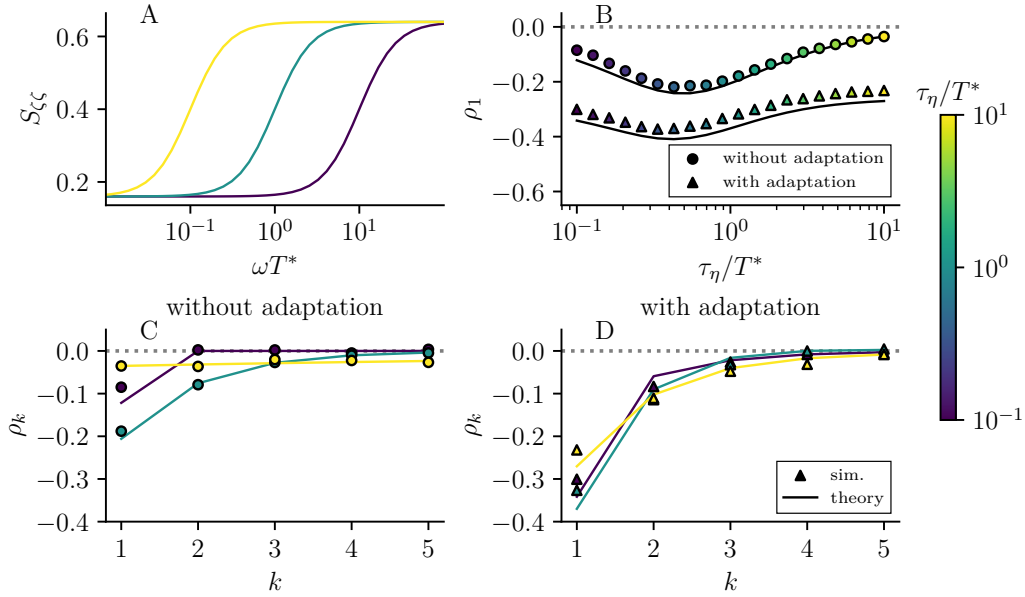 A
0.6
0.4
0.2
S_ζζ
10^−1
10^0
10^1
ωT*
B
0.0
−0.2
−0.4
−0.6
ρ_1
without adaptation
with adaptation
10^−1
10^0
10^1
τ_η/T*
τ_η/T*
10^1
10^0
10^−1
without adaptation
C
0.0
−0.1
−0.2
−0.3
−0.4
ρ_k
1 2 3 4 5
k
with adaptation
D
0.0
−0.1
−0.2
−0.3
−0.4
ρ_k
sim.
theory
1 2 3 4 5
k